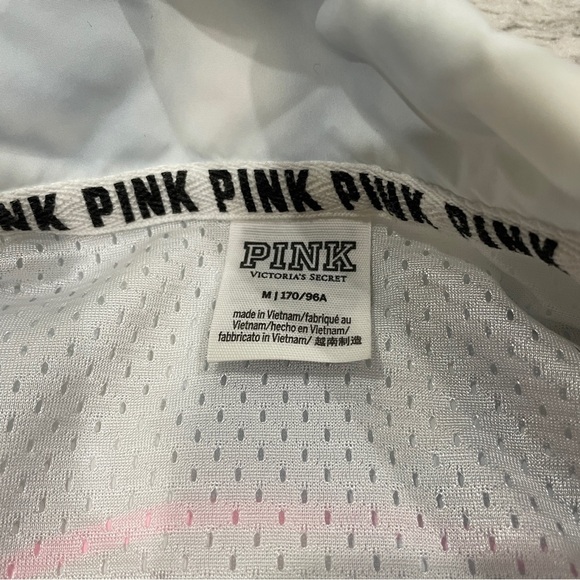 NK PINK PINK PINK PINK
PINK
VICTORIA'S SECRET
M | 170/96A
made in Vietnam/fabriqué au
Vietnam/hecho en Vietnam/
fabbricato in Vietnam/ 越南制造